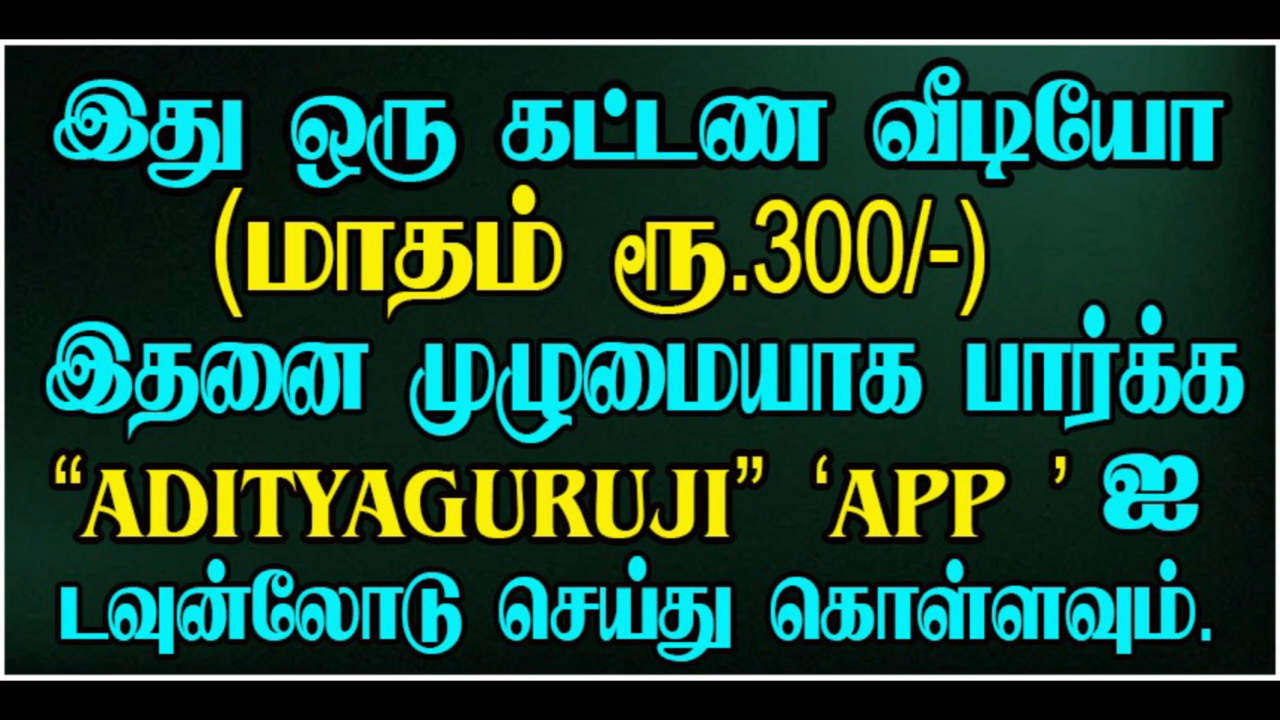 இது ஒரு கட்டண வீடியோ
(மாதம் ரூ.300/-)
இதனை முழுமையாக பார்க்க
“ADITYAGURUJI” ‘APP ’ ஐ
டவுன்லோடு செய்து கொள்ளவும்.